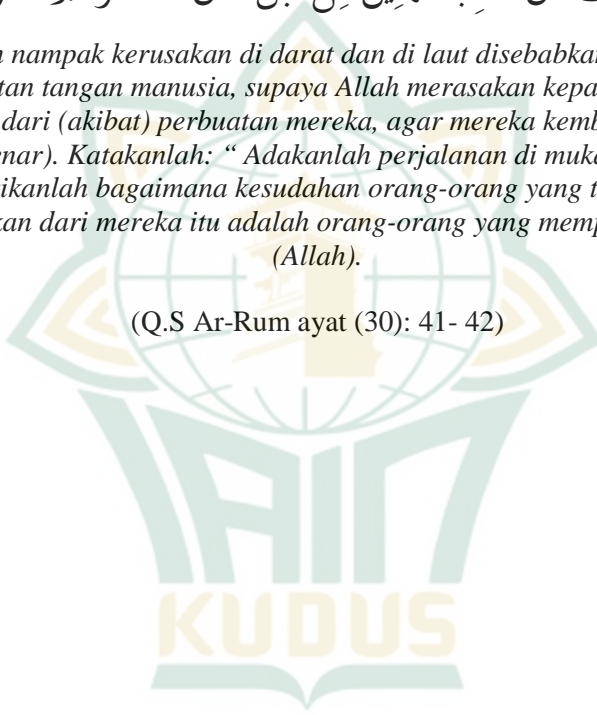 n nampak kerusakan di darat dan di laut disebabkan
tan tangan manusia, supaya Allah merasakan kepa
dari (akibat) perbuatan mereka, agar mereka kemb
enar). Katakanlah: “ Adakanlah perjalanan di muka
ikanlah bagaimana kesudahan orang-orang yang t
kan dari mereka itu adalah orang-orang yang memp
(Allah).
(Q.S Ar-Rum ayat (30): 41- 42)
IAIN
KUDUS